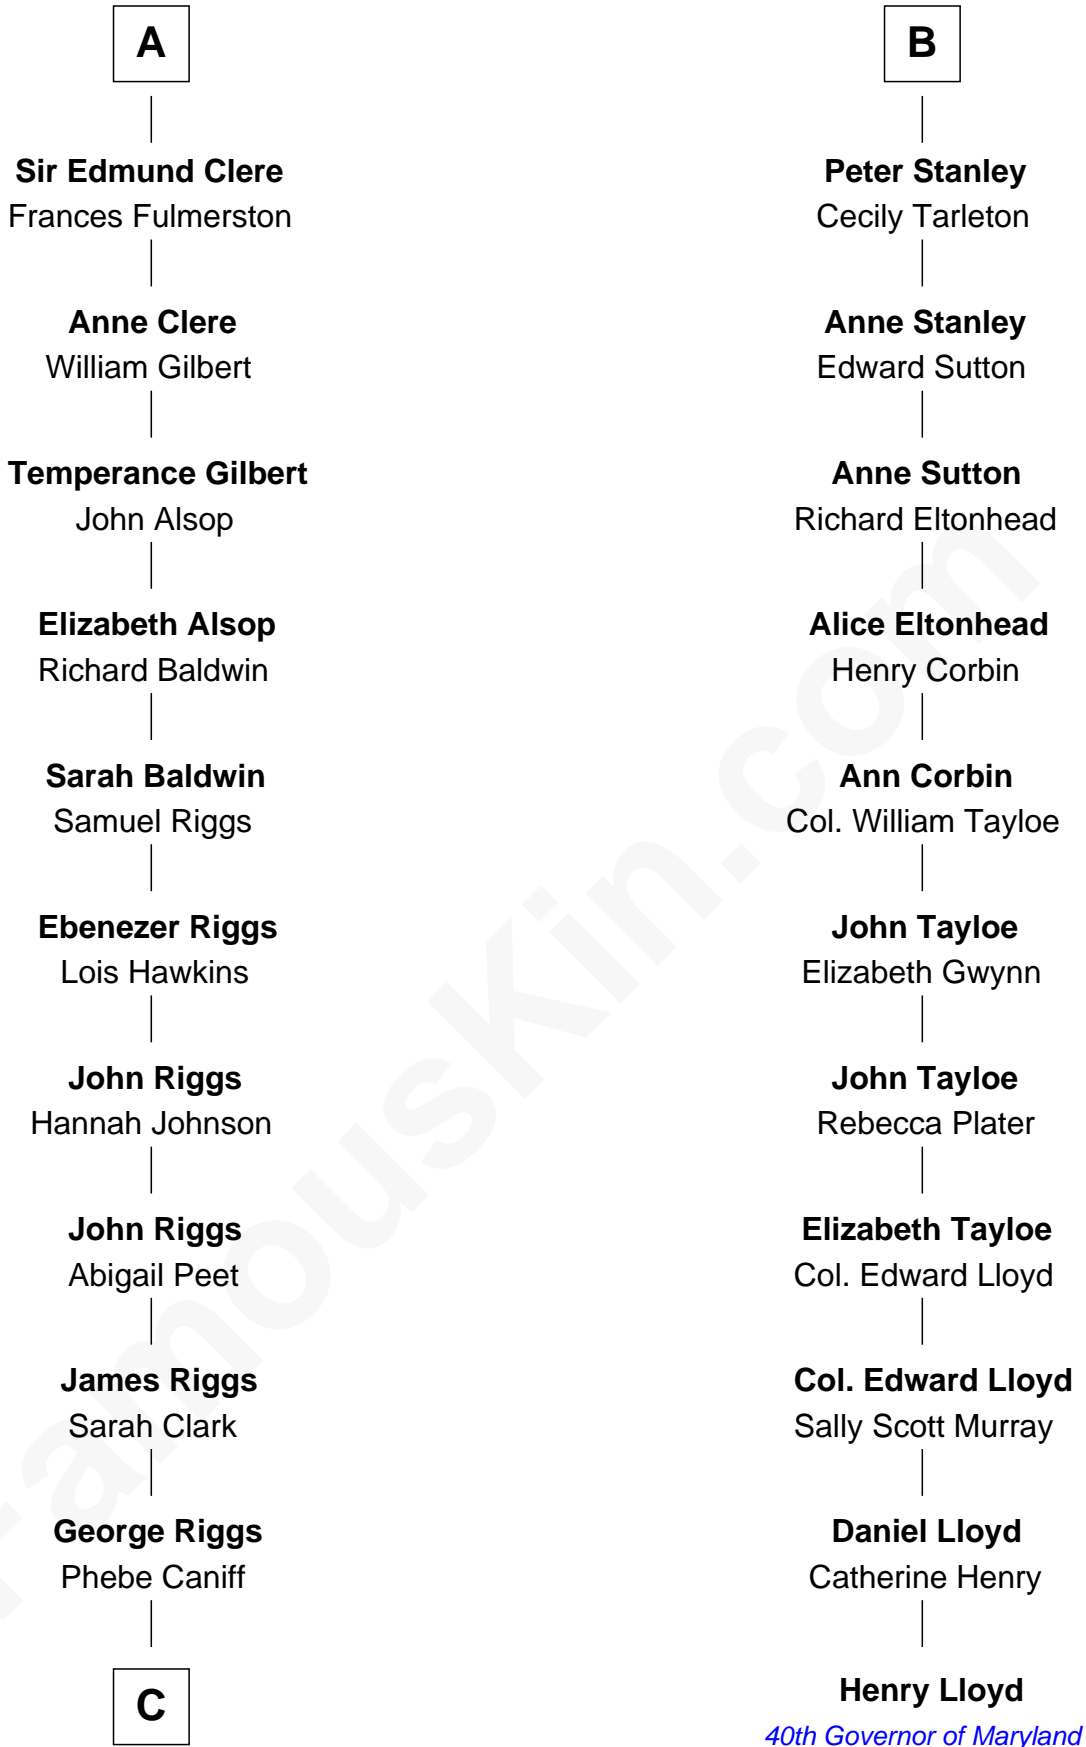 A
Sir Edmund Clere
Frances Fulmerston
Anne Clere
William Gilbert
Temperance Gilbert
John Alsop
Elizabeth Alsop
Richard Baldwin
Sarah Baldwin
Samuel Riggs
Ebenezer Riggs
Lois Hawkins
John Riggs
Hannah Johnson
John Riggs
Abigail Peet
James Riggs
Sarah Clark
George Riggs
Phebe Caniff
C
B
Peter Stanley
Cecily Tarleton
Anne Stanley
Edward Sutton
Anne Sutton
Richard Eltonhead
Alice Eltonhead
Henry Corbin
Ann Corbin
Col. William Tayloe
John Tayloe
Elizabeth Gwynn
John Tayloe
Rebecca Plater
Elizabeth Tayloe
Col. Edward Lloyd
Col. Edward Lloyd
Sally Scott Murray
Daniel Lloyd
Catherine Henry
Henry Lloyd
40th Governor of Maryland
FamousKin.com